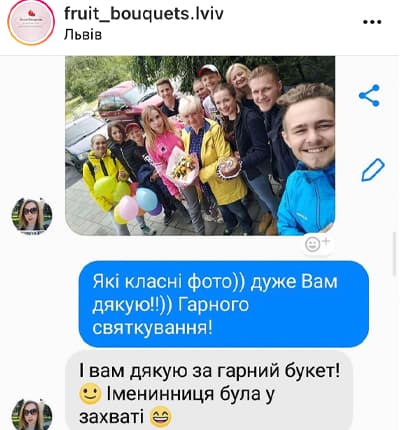 fruit_bouquets.lviv
Львів
Які класні фото)) дуже Вам
дякую!!)) Гарного
святкування!
І вам дякую за гарний букет!
🙂 Іменинниця була у
захваті 😄